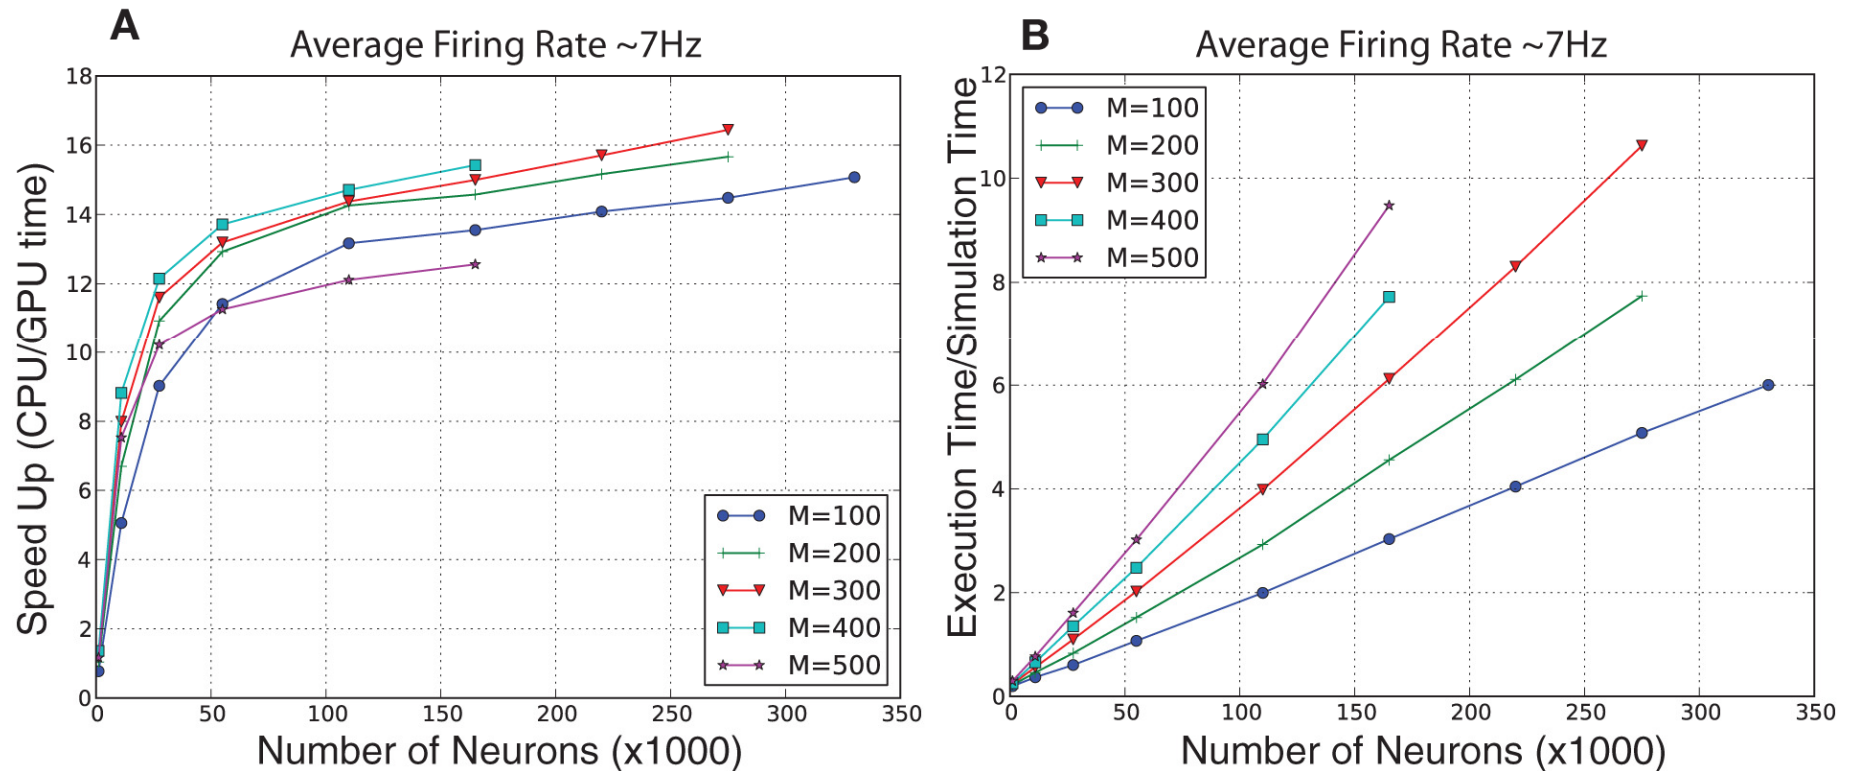 A
Average Firing Rate ~7Hz
Speed Up (CPU/GPU time)
18
16
14
12
10
8
6
4
2
0
M=100
M=200
M=300
M=400
M=500
0 50 100 150 200 250 300 350
Number of Neurons (x1000)
B
Average Firing Rate ~7Hz
Execution Time/Simulation Time
12
10
8
6
4
2
0
M=100
M=200
M=300
M=400
M=500
0 50 100 150 200 250 300 350
Number of Neurons (x1000)